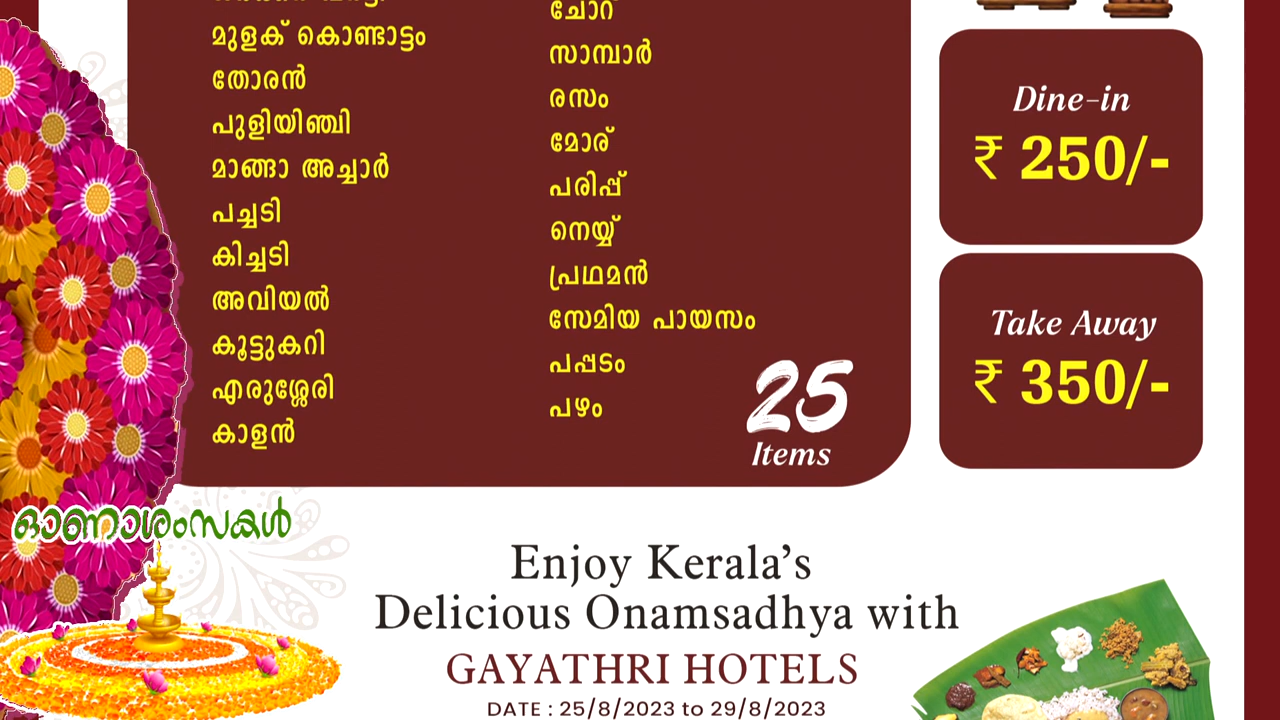 മുളക് കൊണ്ടാട്ടം
തോരൻ
പുളിയിഞ്ചി
മാങ്ങാ അച്ചാർ
പച്ചടി
കിച്ചടി
അവിയൽ
കൂട്ടുകറി
എരുശ്ശേരി
കാളൻ
ചോറ്
സാമ്പാർ
രസം
മോര്
പരിപ്പ്
നെയ്യ്
പ്രഥമൻ
സേമിയ പായസം
പപ്പടം
പഴം
25
Items
Dine-in
₹ 250/-
Take Away
₹ 350/-
ഓണാശംസകൾ
Enjoy Kerala’s
Delicious Onamsadhya with
GAYATHRI HOTELS
DATE : 25/8/2023 to 29/8/2023